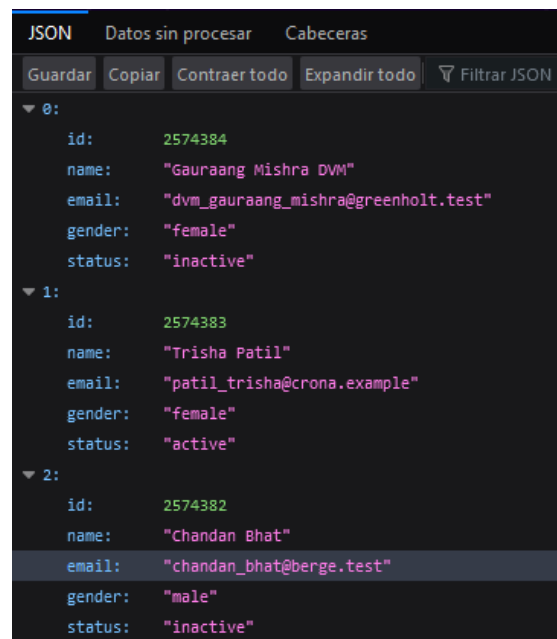 JSON Datos sin procesar Cabeceras
Guardar Copiar Contraer todo Expandir todo Filtrar JSON
0:
id: 2574384
name: "Gauraang Mishra DVM"
email: "dvm_gauraang_mishra@greenholt.test"
gender: "female"
status: "inactive"
1:
id: 2574383
name: "Trisha Patil"
email: "patil_trisha@crona.example"
gender: "female"
status: "active"
2:
id: 2574382
name: "Chandan Bhat"
email: "chandan_bhat@berge.test"
gender: "male"
status: "inactive"